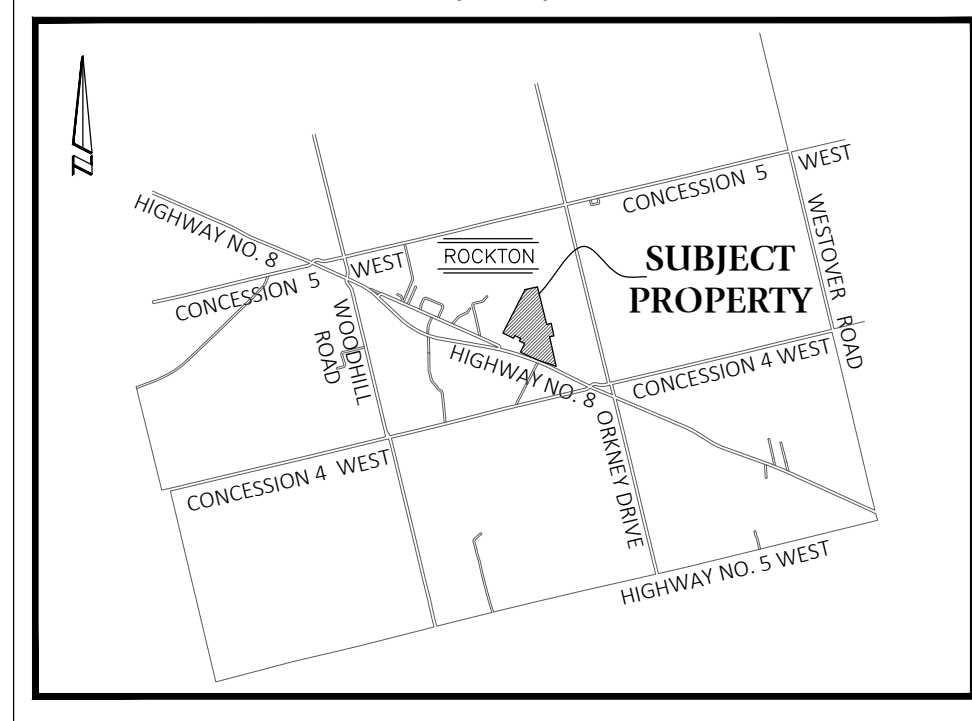 HIGHWAY NO. 8
CONCESSION 5 WEST
CONCESSION 5 WEST
WESTOVER ROAD
ROCKTON
SUBJECT
PROPERTY
WOODHILL
ROAD
HIGHWAY NO. 8
CONCESSION 4 WEST
ORKNEY DRIVE
CONCESSION 4 WEST
HIGHWAY NO. 5 WEST